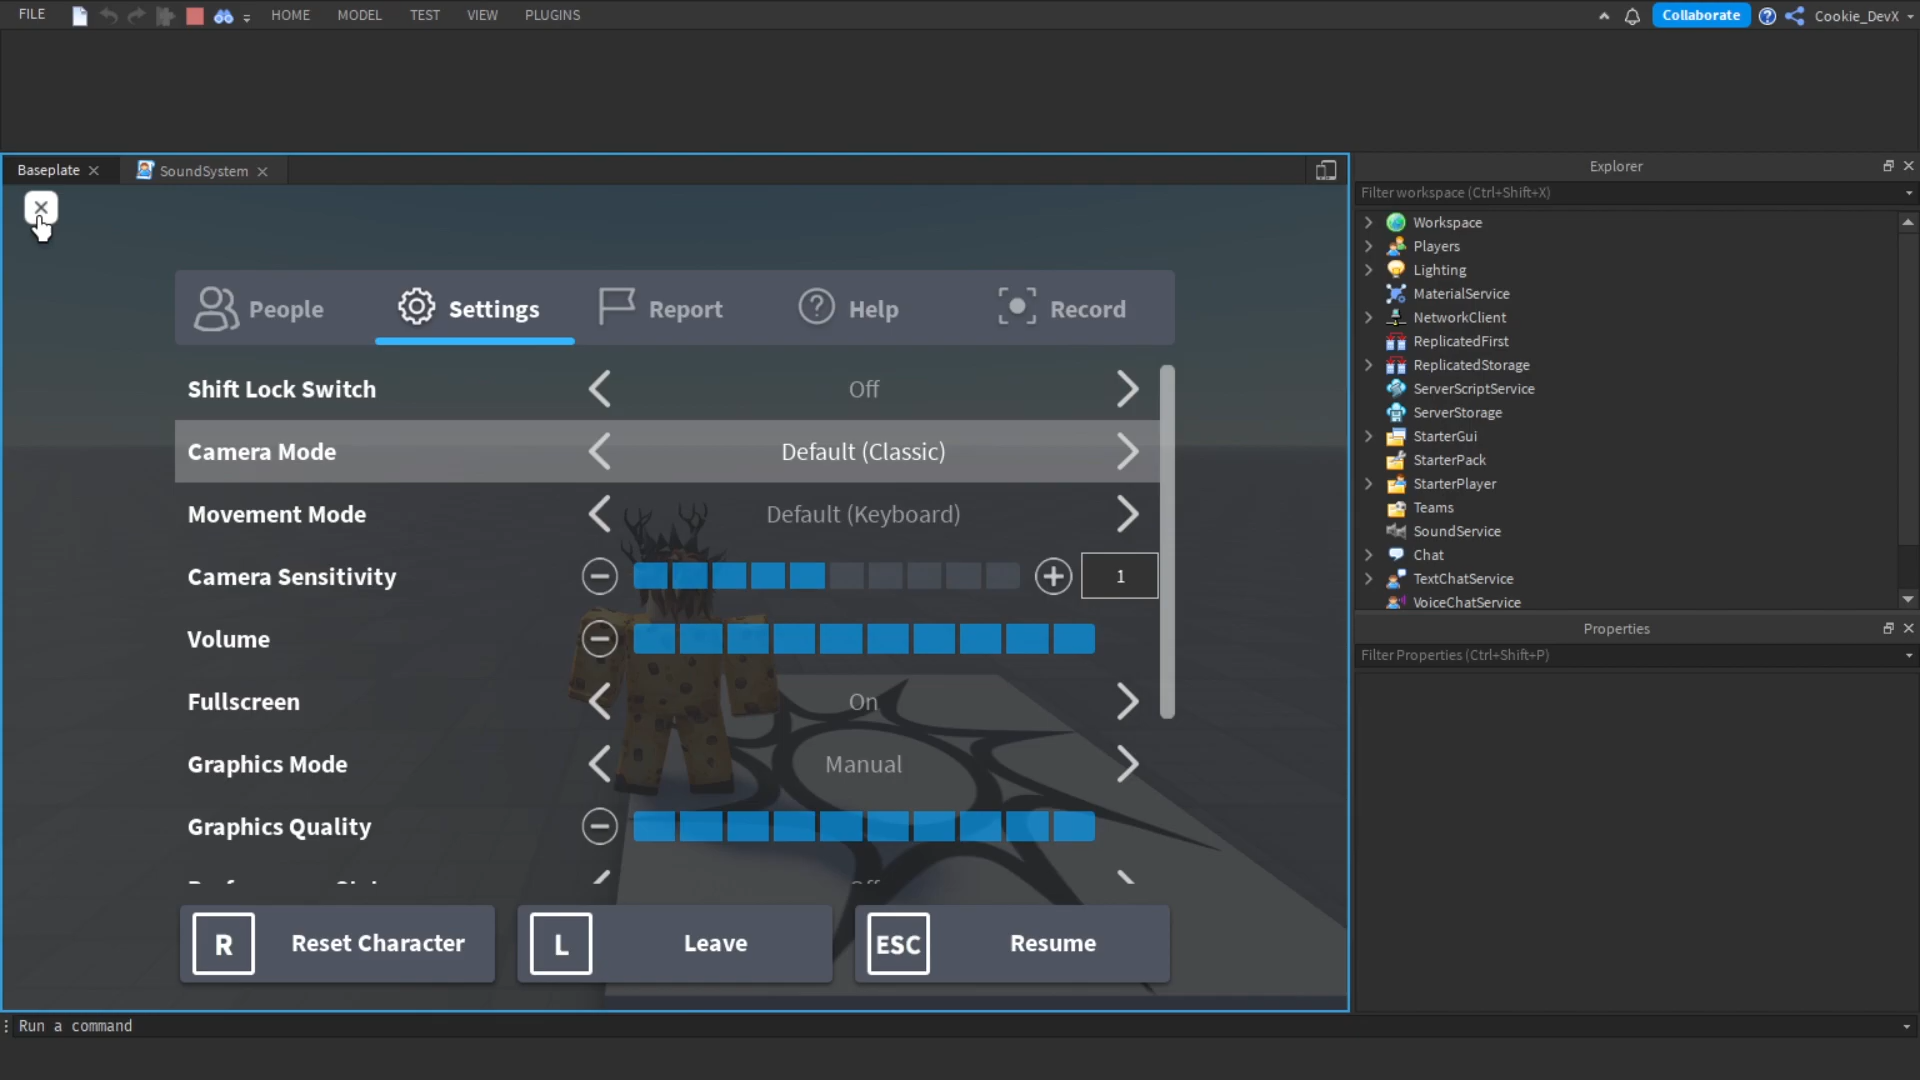 FILE HOME MODEL TEST VIEW PLUGINS Collaborate Cookie_DevX
Baseplate SoundSystem
People Settings Report Help Record
Shift Lock Switch Off
Camera Mode Default (Classic)
Movement Mode Default (Keyboard)
Camera Sensitivity 1
Volume
Fullscreen On
Graphics Mode Manual
Graphics Quality
R Reset Character L Leave ESC Resume
Run a command
Explorer
Filter workspace (Ctrl+Shift+X)
Workspace
Players
Lighting
MaterialService
NetworkClient
ReplicatedFirst
ReplicatedStorage
ServerScriptService
ServerStorage
StarterGui
StarterPack
StarterPlayer
Teams
SoundService
Chat
TextChatService
VoiceChatService
Properties
Filter Properties (Ctrl+Shift+P)